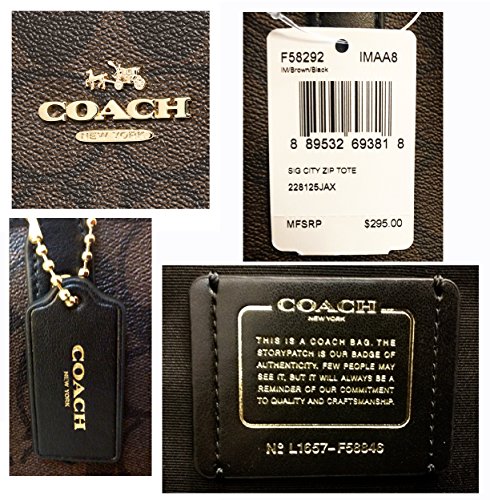 COACH
NEW YORK
F58292 IMAA8
IM/Brown/Black
8 89532 69381 8
SIG CITY ZIP TOTE
228125JAX
MFSRP $295.00
COACH
NEW YORK
COACH
NEW YORK
THIS IS A COACH BAG. THE
STORYPATCH IS OUR BADGE OF
AUTHENTICITY. FEW PEOPLE MAY
SEE IT, BUT IT WILL ALWAYS BE A
REMINDER OF OUR COMMITMENT
TO QUALITY AND CRAFTSMANSHIP.
Nº L1657-F58846